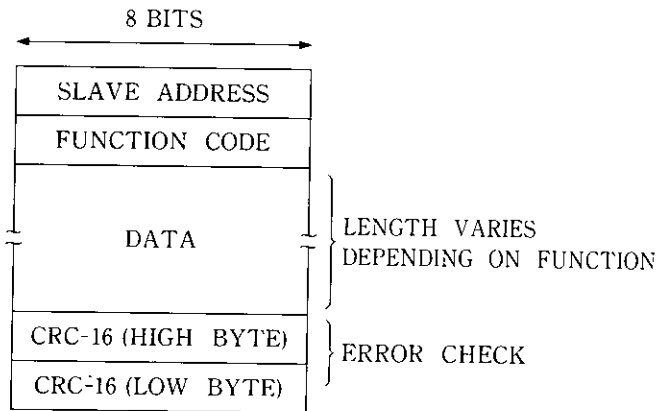 8 BITS
SLAVE ADDRESS
FUNCTION CODE
DATA
LENGTH VARIES
DEPENDING ON FUNCTION
CRC-16 (HIGH BYTE)
CRC-16 (LOW BYTE)
ERROR CHECK